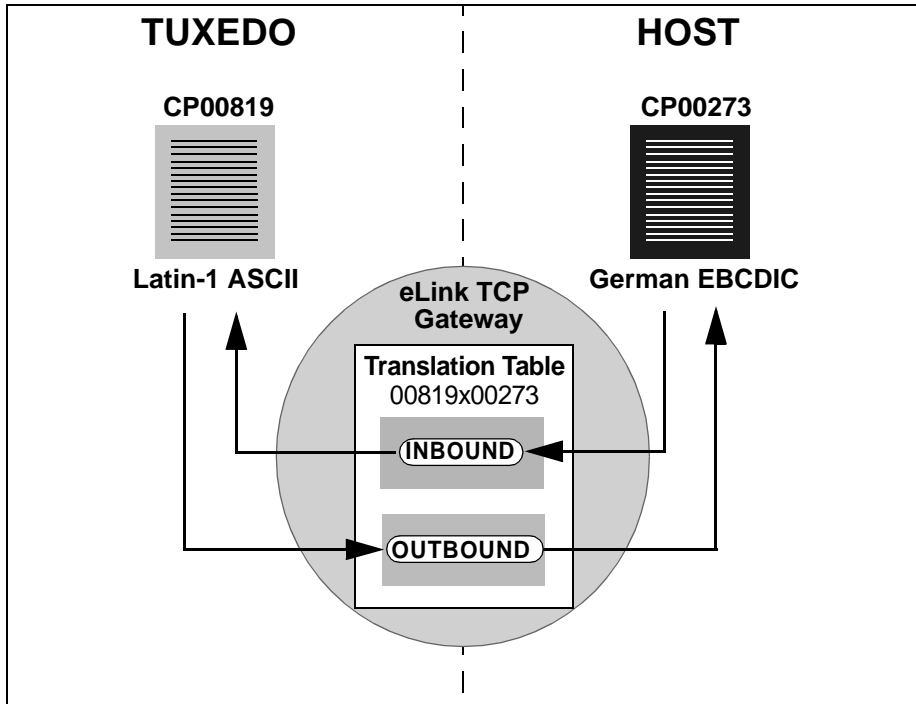 TUXEDO
HOST
CP00819
CP00273
Latin-1 ASCII
German EBCDIC
eLink TCP
Gateway
Translation Table
00819x00273
INBOUND
OUTBOUND